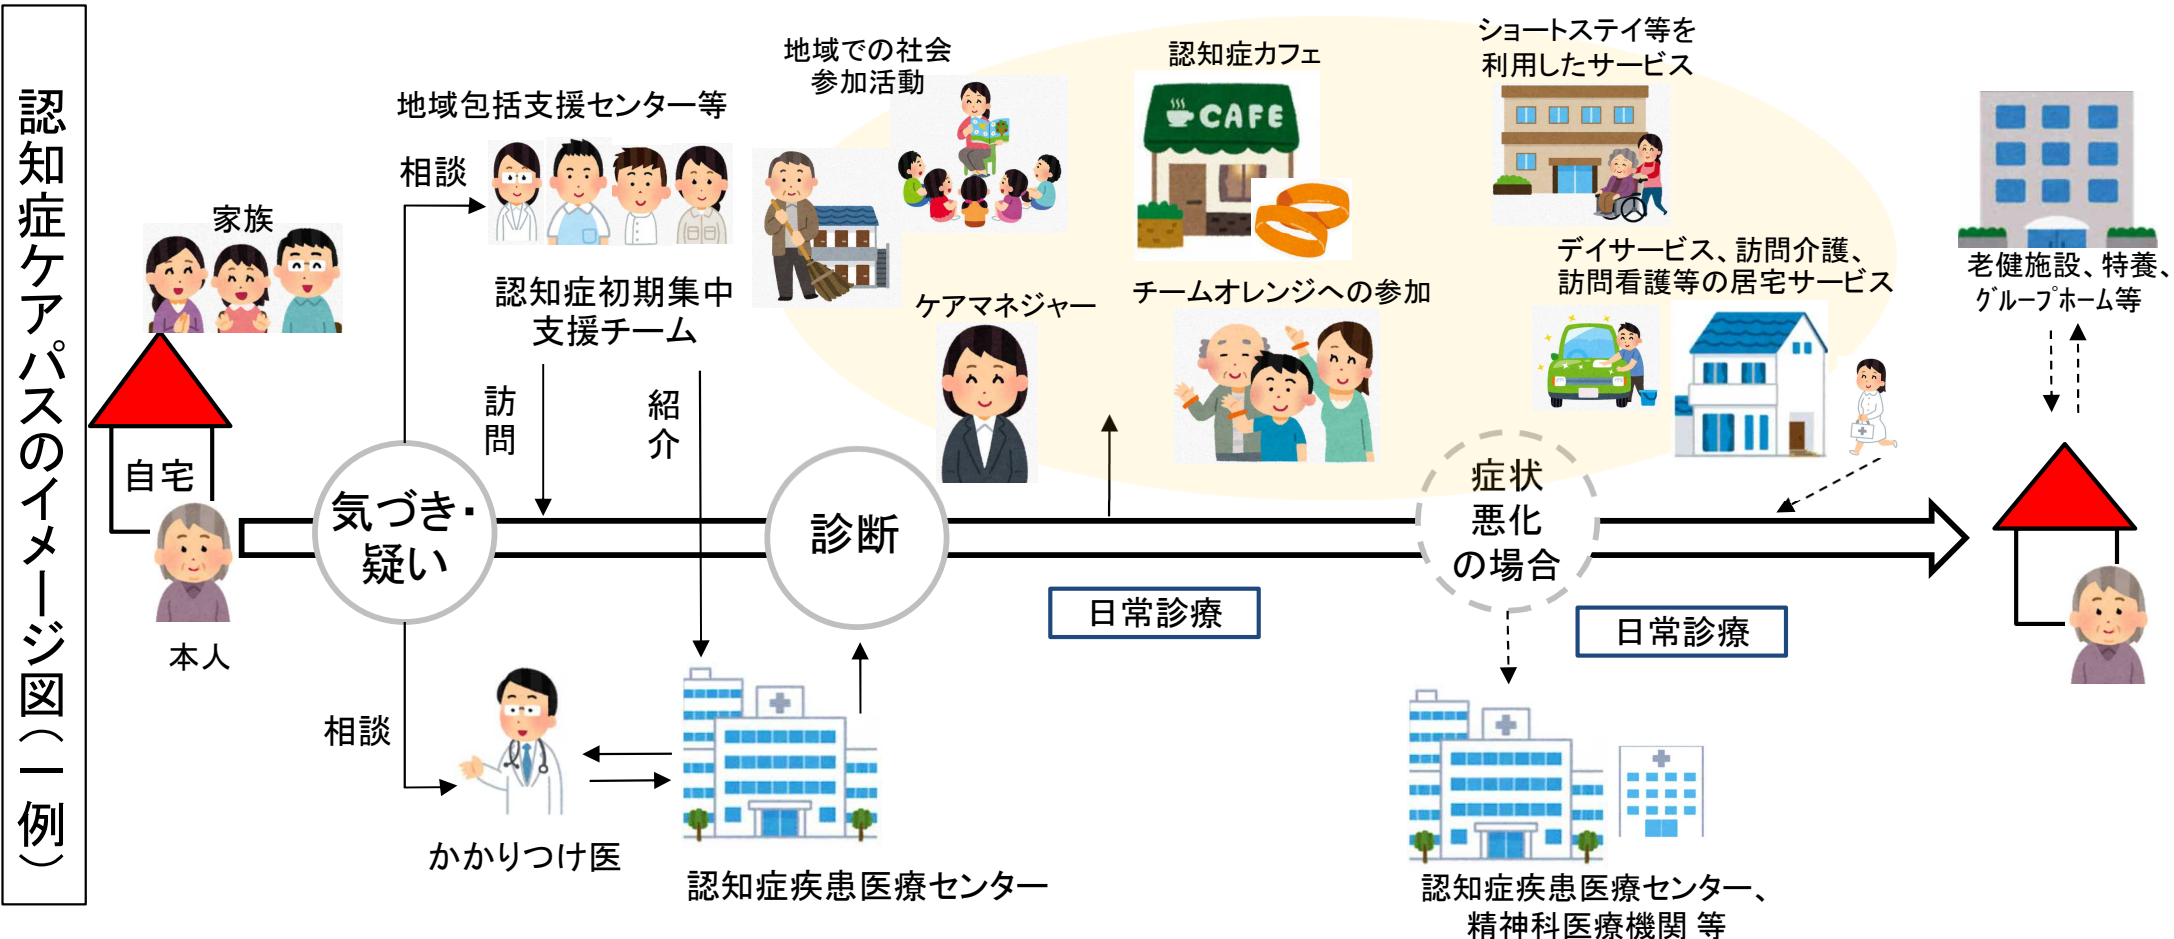 認知症ケアパスのイメージ図(一例)
家族
自宅
本人
気づき・
疑い
相談
地域包括支援センター等
認知症初期集中
支援チーム
訪問
紹介
相談
かかりつけ医
認知症疾患医療センター
診断
地域での社会
参加活動
ケアマネジャー
認知症カフェ
CAFE
チームオレンジへの参加
ショートステイ等を
利用したサービス
デイサービス、訪問介護、
訪問看護等の居宅サービス
日常診療
症状
悪化
の場合
日常診療
認知症疾患医療センター、
精神科医療機関 等
老健施設、特養、
グループホーム等